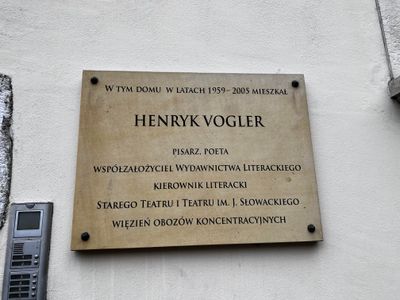 W TYM DOMU W LATACH 1959–2005 MIESZKAŁ
HENRYK VOGLER
PISARZ, POETA
WSPÓŁZAŁOŻYCIEL WYDAWNICTWA LITERACKIEGO
KIEROWNIK LITERACKI
STAREGO TEATRU I TEATRU IM. J. SŁOWACKIEGO
WIĘZIEŃ OBOZÓW KONCENTRACYJNYCH